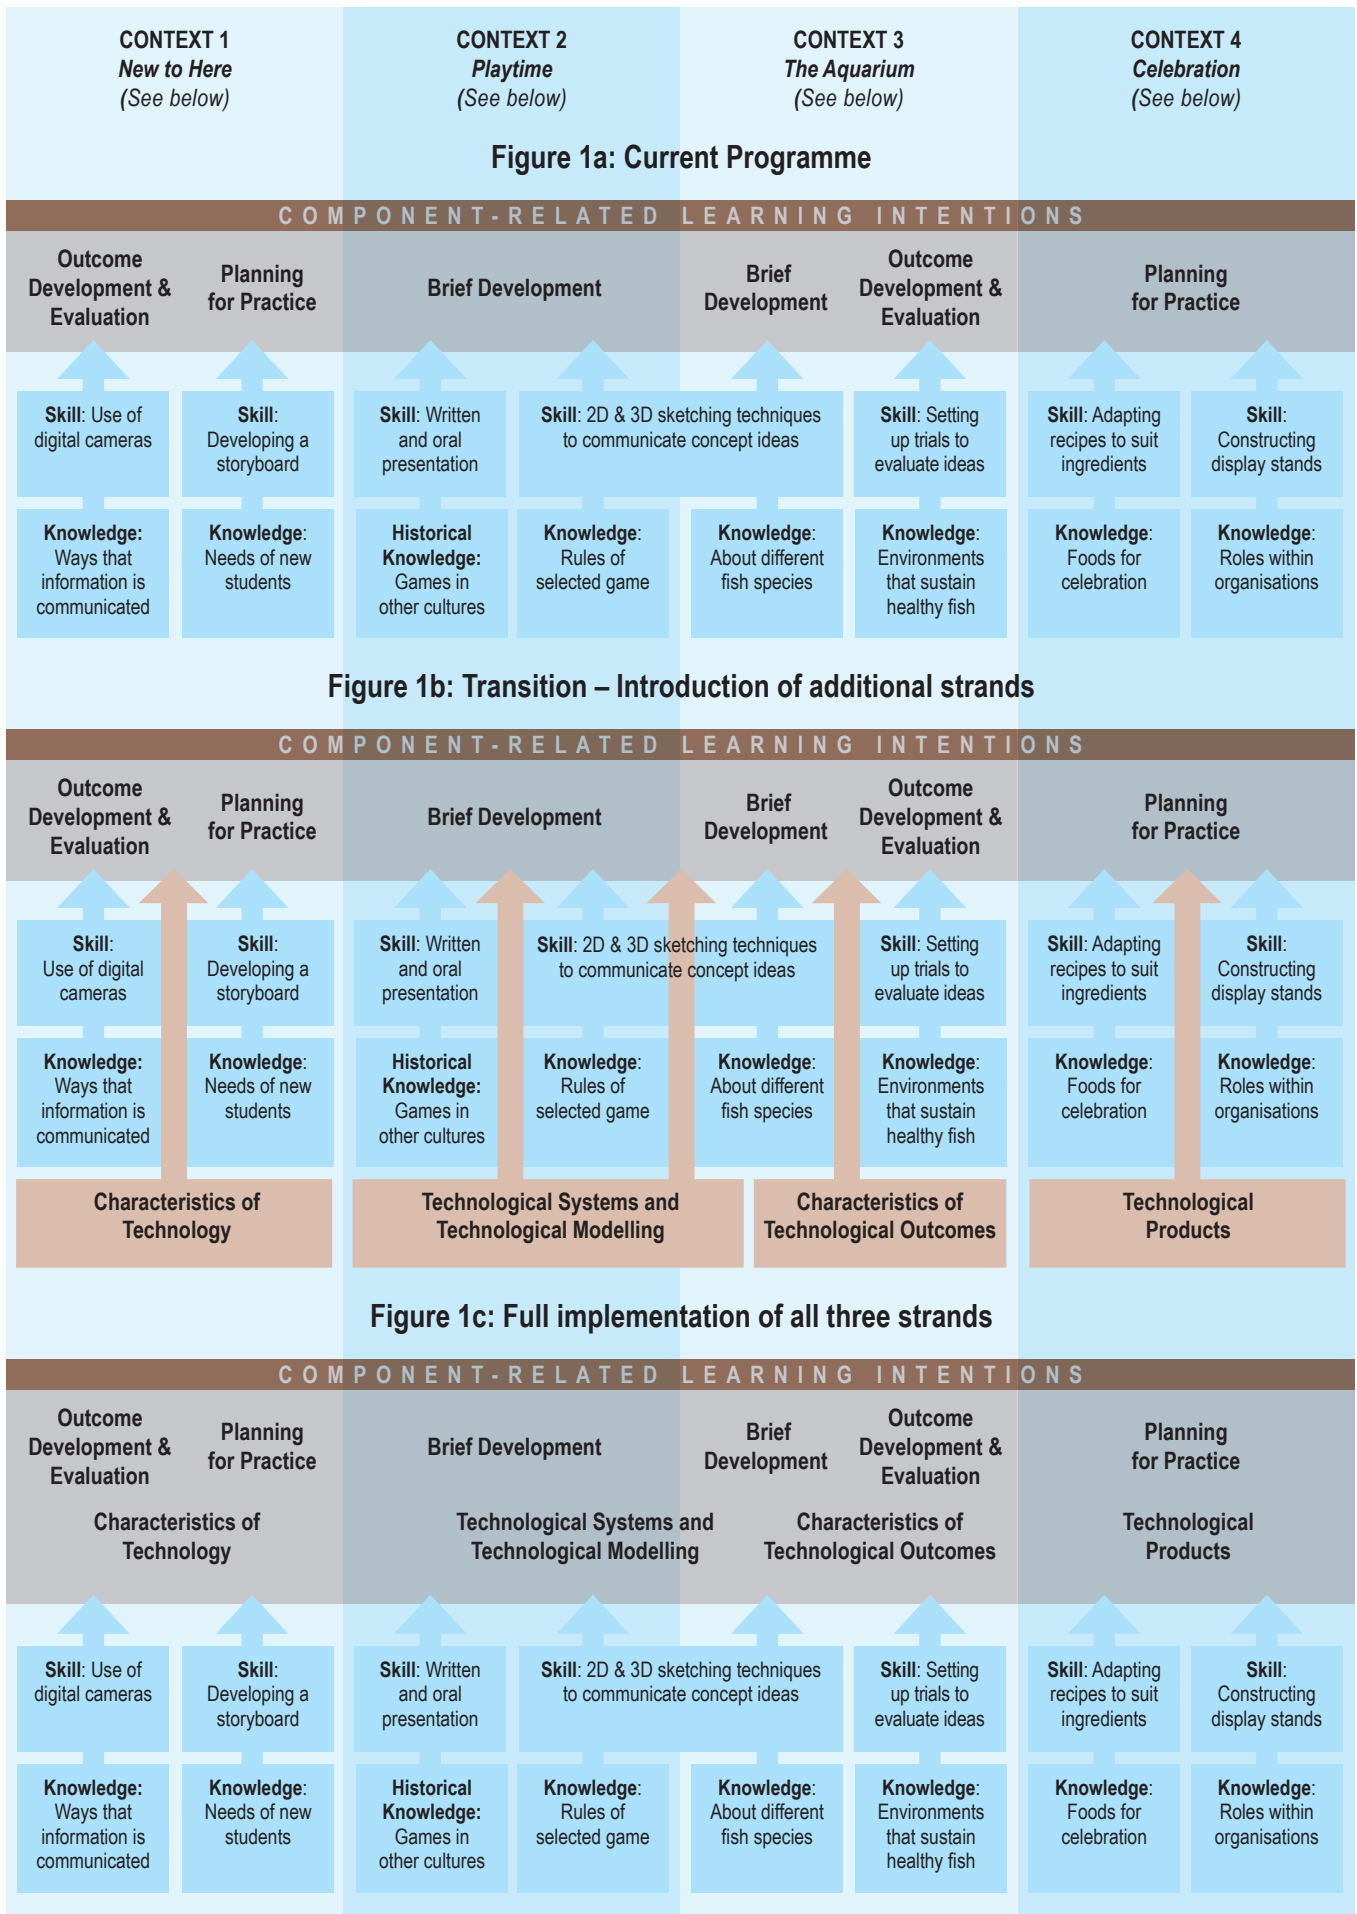 CONTEXT 1
New to Here
(See below)
CONTEXT 2
Playtime
(See below)
CONTEXT 3
The Aquarium
(See below)
CONTEXT 4
Celebration
(See below)
Figure 1a: Current Programme
COMPONENT-RELATED LEARNING INTENTIONS
Outcome
Development &
Evaluation
Planning
for Practice
Brief Development
Brief
Development
Outcome
Development &
Evaluation
Planning
for Practice
Skill: Use of
digital cameras
Skill:
Developing a
storyboard
Skill: Written
and oral
presentation
Skill: 2D & 3D sketching techniques
to communicate concept ideas
Skill: Setting
up trials to
evaluate ideas
Skill: Adapting
recipes to suit
ingredients
Skill:
Constructing
display stands
Knowledge:
Ways that
information is
communicated
Knowledge:
Needs of new
students
Historical
Knowledge:
Games in
other cultures
Knowledge:
Rules of
selected game
Knowledge:
About different
fish species
Knowledge:
Environments
that sustain
healthy fish
Knowledge:
Foods for
celebration
Knowledge:
Roles within
organisations
Figure 1b: Transition – Introduction of additional strands
COMPONENT-RELATED LEARNING INTENTIONS
Outcome
Development &
Evaluation
Planning
for Practice
Brief Development
Brief
Development
Outcome
Development &
Evaluation
Planning
for Practice
Skill:
Use of digital
cameras
Skill:
Developing a
storyboard
Skill: Written
and oral
presentation
Skill: 2D & 3D sketching techniques
to communicate concept ideas
Skill: Setting
up trials to
evaluate ideas
Skill: Adapting
recipes to suit
ingredients
Skill:
Constructing
display stands
Knowledge:
Ways that
information is
communicated
Knowledge:
Needs of new
students
Historical
Knowledge:
Games in
other cultures
Knowledge:
Rules of
selected game
Knowledge:
About different
fish species
Knowledge:
Environments
that sustain
healthy fish
Knowledge:
Foods for
celebration
Knowledge:
Roles within
organisations
Characteristics of
Technology
Technological Systems and
Technological Modelling
Characteristics of
Technological Outcomes
Technological
Products
Figure 1c: Full implementation of all three strands
COMPONENT-RELATED LEARNING INTENTIONS
Outcome
Development &
Evaluation
Planning
for Practice
Brief Development
Brief
Development
Outcome
Development &
Evaluation
Planning
for Practice
Characteristics of
Technology
Technological Systems and
Technological Modelling
Characteristics of
Technological Outcomes
Technological
Products
Skill: Use of
digital cameras
Skill:
Developing a
storyboard
Skill: Written
and oral
presentation
Skill: 2D & 3D sketching techniques
to communicate concept ideas
Skill: Setting
up trials to
evaluate ideas
Skill: Adapting
recipes to suit
ingredients
Skill:
Constructing
display stands
Knowledge:
Ways that
information is
communicated
Knowledge:
Needs of new
students
Historical
Knowledge:
Games in
other cultures
Knowledge:
Rules of
selected game
Knowledge:
About different
fish species
Knowledge:
Environments
that sustain
healthy fish
Knowledge:
Foods for
celebration
Knowledge:
Roles within
organisations